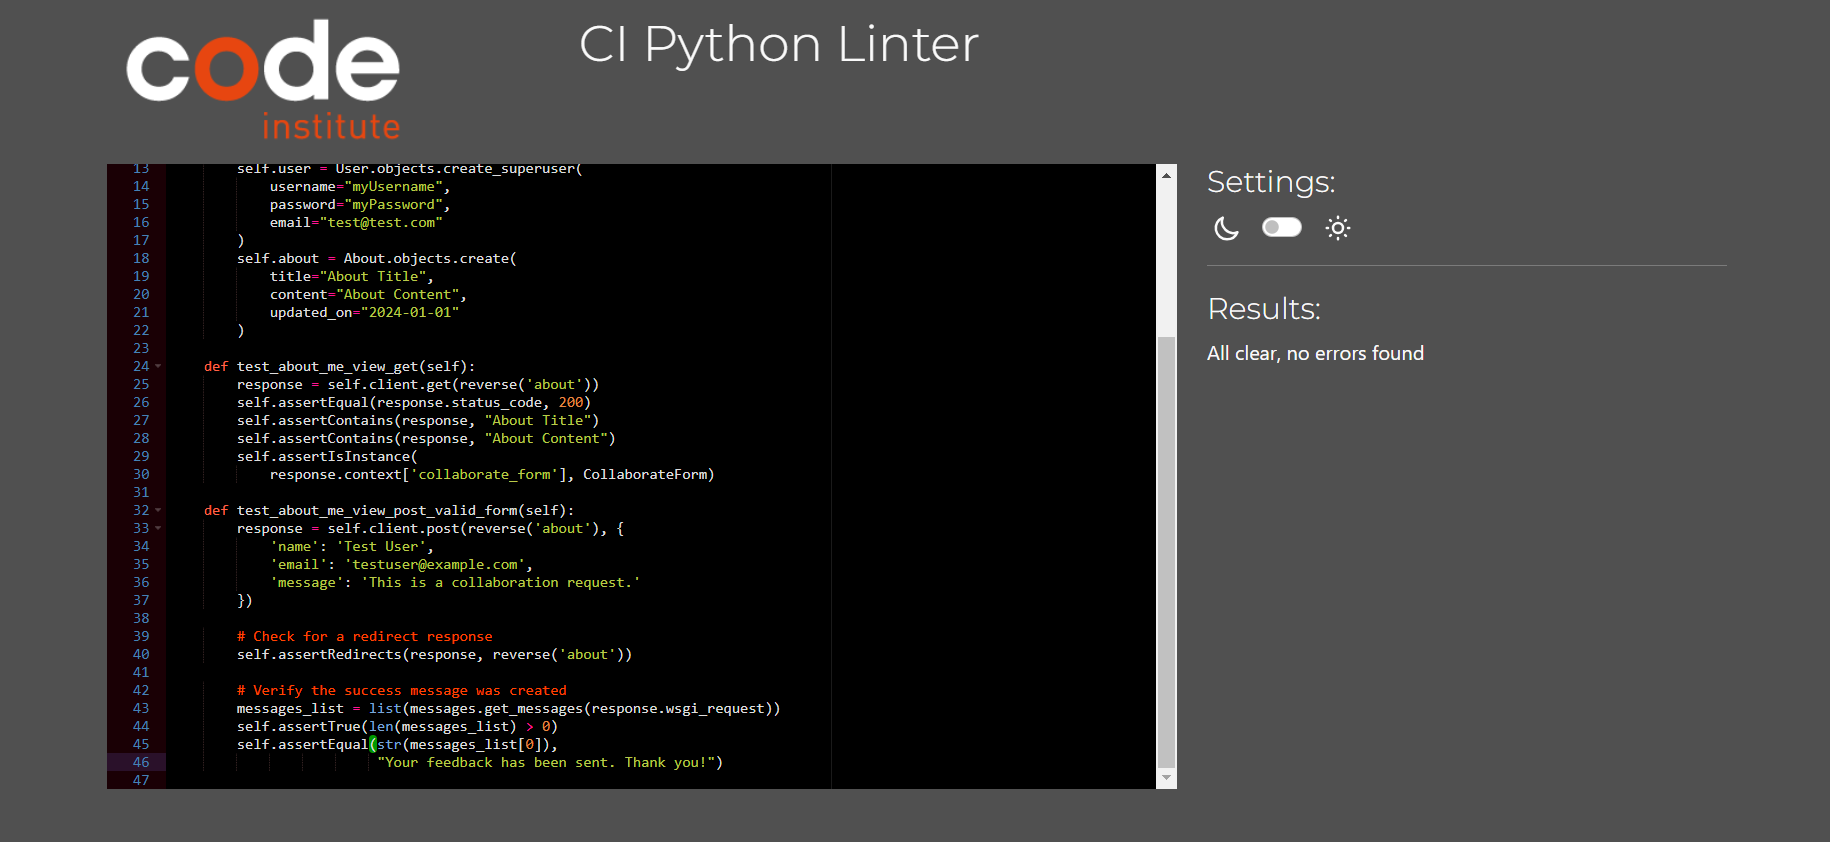 code
institute
CI Python Linter
13 self.user = User.objects.create_superuser(
14 username="myUsername",
15 password="myPassword",
16 email="test@test.com"
17 )
18 self.about = About.objects.create(
19 title="About Title",
20 content="About Content",
21 updated_on="2024-01-01"
22 )
23
24 def test_about_me_view_get(self):
25 response = self.client.get(reverse('about'))
26 self.assertEqual(response.status_code, 200)
27 self.assertContains(response, "About Title")
28 self.assertContains(response, "About Content")
29 self.assertIsInstance(
30 response.context['collaborate_form'], CollaborateForm)
31
32 def test_about_me_view_post_valid_form(self):
33 response = self.client.post(reverse('about'), {
34 'name': 'Test User',
35 'email': 'testuser@example.com',
36 'message': 'This is a collaboration request.'
37 })
38
39 # Check for a redirect response
40 self.assertRedirects(response, reverse('about'))
41
42 # Verify the success message was created
43 messages_list = list(messages.get_messages(response.wsgi_request))
44 self.assertTrue(len(messages_list) > 0)
45 self.assertEqual(str(messages_list[0]),
46 "Your feedback has been sent. Thank you!")
47
Settings:
Results:
All clear, no errors found